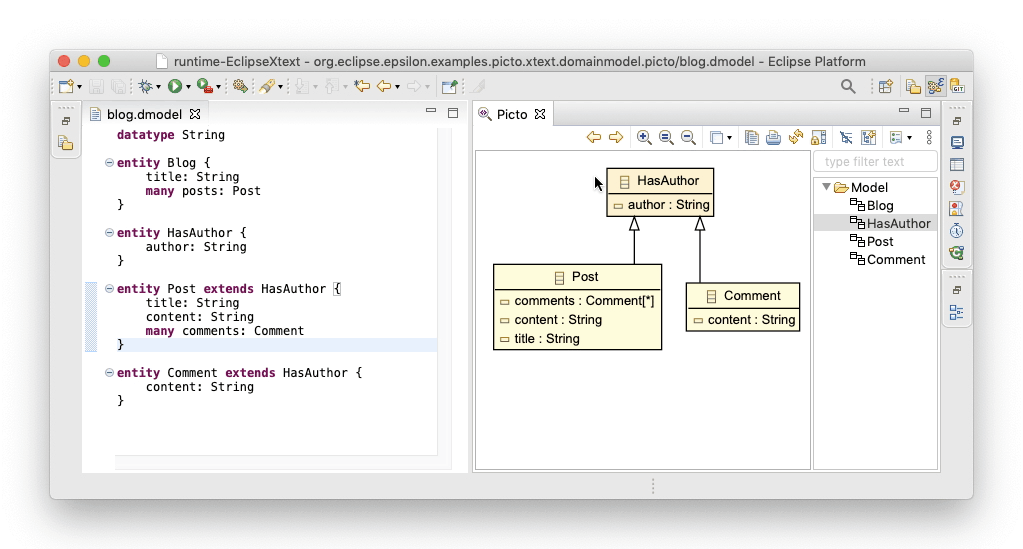 runtime-EclipseXtext - org.eclipse.epsilon.examples.picto.xtext.domainmodel.picto/blog.dmodel - Eclipse Platform
GIT
blog.dmodel
datatype String
entity Blog {
title: String
many posts: Post
}
entity HasAuthor {
author: String
}
entity Post extends HasAuthor {
title: String
content: String
many comments: Comment
}
entity Comment extends HasAuthor {
content: String
}
Picto
HasAuthor
author : String
Post
comments : Comment[*]
content : String
title : String
Comment
content : String
type filter text
Model
Blog
HasAuthor
Post
Comment